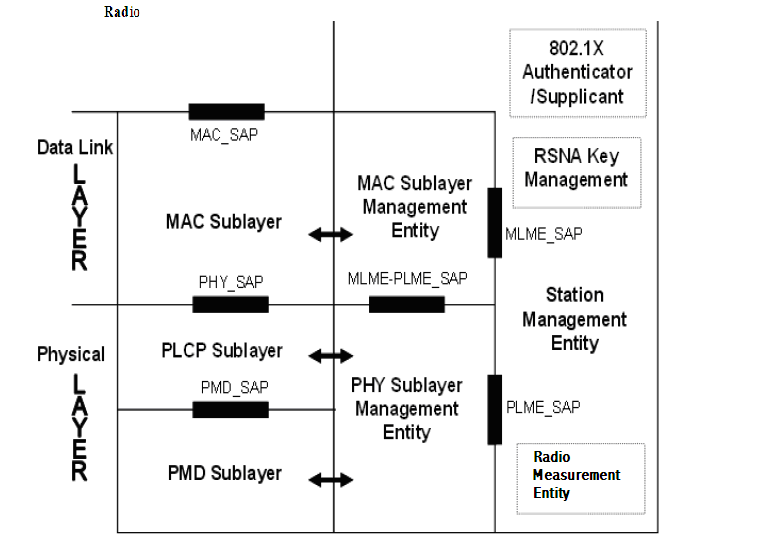 Radio
802.1X
Authenticator
/Supplicant
MAC_SAP
Data Link
LAYER
RSNA Key
Management
MAC Sublayer
MAC Sublayer
Management
Entity
MLME_SAP
PHY_SAP
MLME-PLME_SAP
Station
Management
Entity
Physical
LAYER
PLCP Sublayer
PMD_SAP
PHY Sublayer
Management
Entity
PLME_SAP
PMD Sublayer
Radio
Measurement
Entity